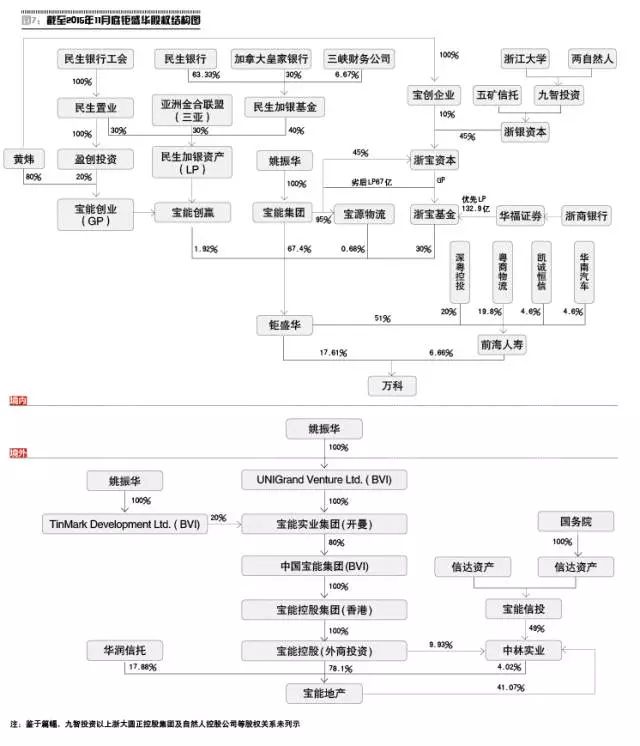 图7：截至2015年11月底钜盛华股权结构图
民生银行工会
民生银行
加拿大皇家银行
三峡财务公司
100%
浙江大学
两自然人
100%
63.33%
30%
6.67%
宝创企业
五矿信托
九智投资
民生置业
亚洲金合联盟
（三亚）
民生加银基金
10%
45%
浙银资本
100%
30%
30%
40%
黄炜
盈创投资
民生加银资产
（LP）
姚振华
45%
浙宝资本
80%
20%
100%
劣后LP67亿
GP
优先LP
132.9亿
宝能创业
（GP）
宝能创赢
宝能集团
95%
宝源物流
浙宝基金
华福证券
浙商银行
1.92%
67.4%
0.68%
30%
深粤控投
粤商物流
凯诚恒信
华南汽车
20%
19.8%
4.6%
4.6%
钜盛华
51%
前海人寿
17.61%
6.66%
万科
境内
姚振华
境外
100%
姚振华
UNIGrand Venture Ltd. ( BVI)
100%
100%
国务院
TinMark Development Ltd. ( BVI)
20%
宝能实业集团(开曼)
100%
80%
中国宝能集团(BVI)
信达资产
信达资产
100%
宝能控股集团(香港)
宝能信投
100%
49%
华润信托
宝能控股(外商投资)
9.93%
中林实业
17.88%
78.1%
4.02%
宝能地产
41.07%
注：鉴于篇幅，九智投资以上浙大圆正控股集团及自然人控股公司等股权关系未列示